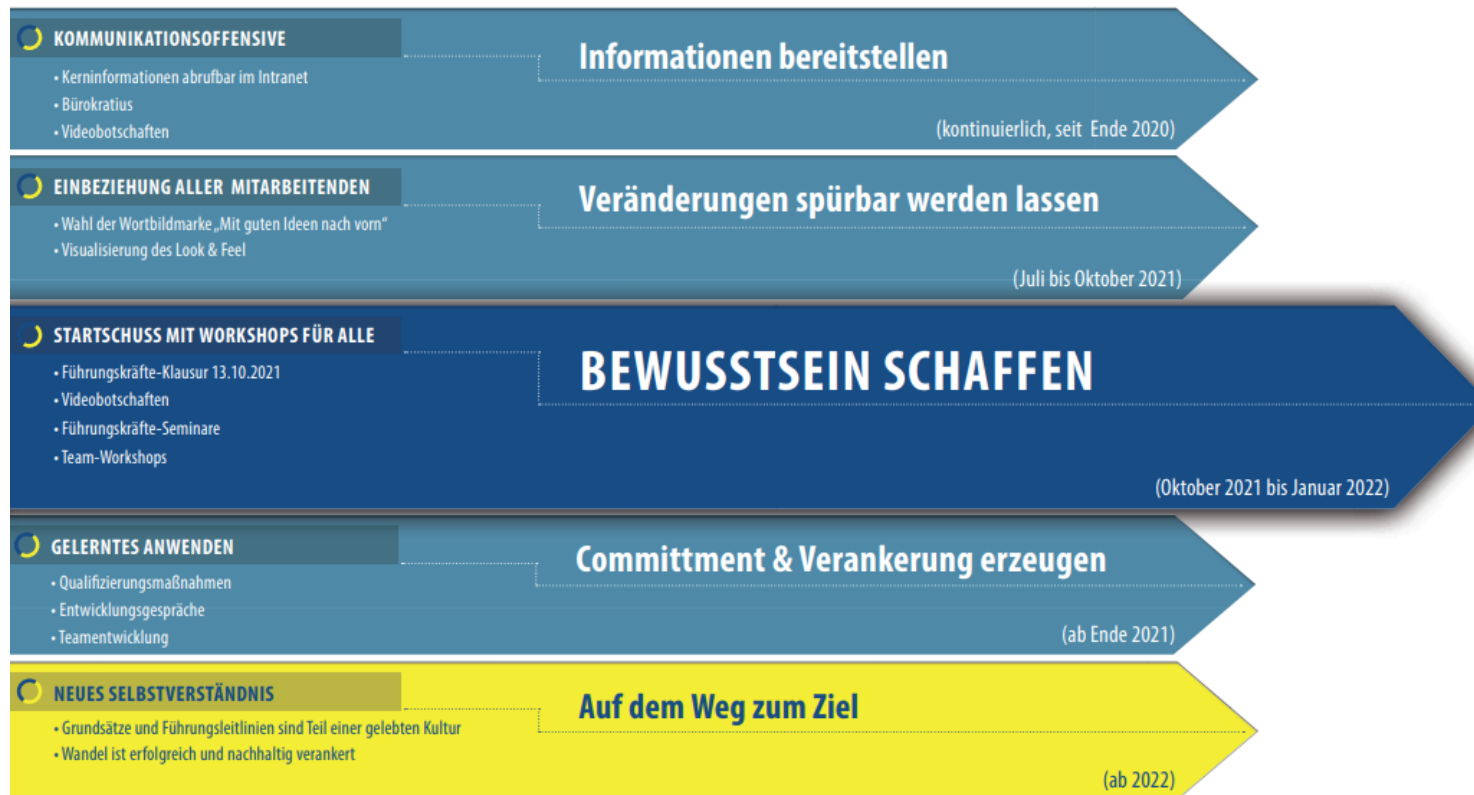 KOMMUNIKATIONSOFFENSIVE
• Kerninformationen abrufbar im Intranet
• Bürokratius
• Videobotschaften
Informationen bereitstellen
(kontinuierlich, seit Ende 2020)
EINBEZIEHUNG ALLER MITARBEITENDEN
• Wahl der Wortbildmarke „Mit guten Ideen nach vorn“
• Visualisierung des Look & Feel
Veränderungen spürbar werden lassen
(Juli bis Oktober 2021)
STARTSCHUSS MIT WORKSHOPS FÜR ALLE
• Führungskräfte-Klausur 13.10.2021
• Videobotschaften
• Führungskräfte-Seminare
• Team-Workshops
BEWUSSTSEIN SCHAFFEN
(Oktober 2021 bis Januar 2022)
GELERNTES ANWENDEN
• Qualifizierungsmaßnahmen
• Entwicklungsgespräche
• Teamentwicklung
Committment & Verankerung erzeugen
(ab Ende 2021)
NEUES SELBSTVERSTÄNDNIS
• Grundsätze und Führungsleitlinien sind Teil einer gelebten Kultur
• Wandel ist erfolgreich und nachhaltig verankert
Auf dem Weg zum Ziel
(ab 2022)